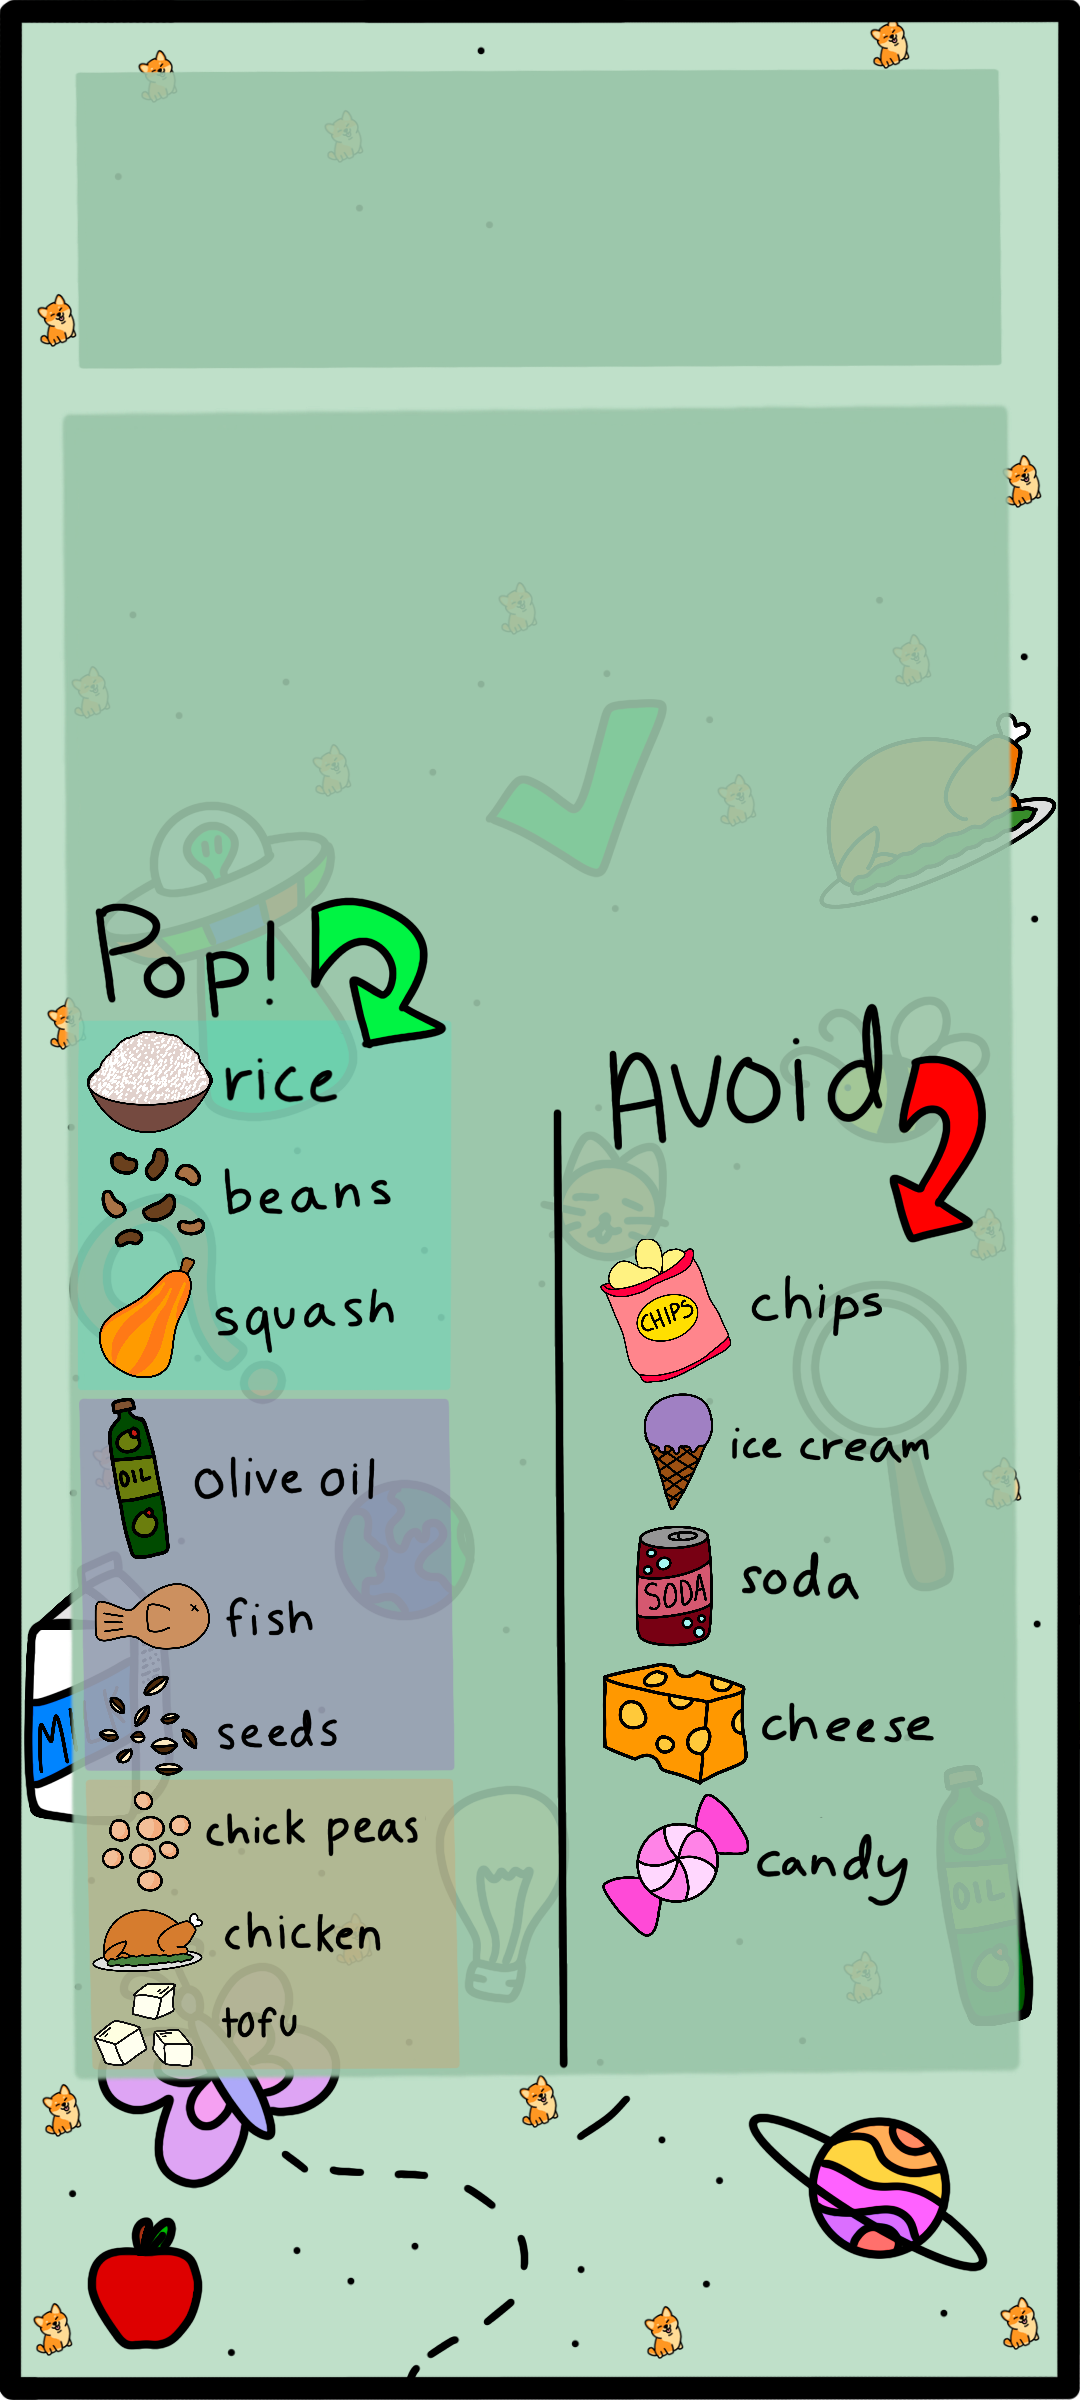 Pop!
rice
beans
squash
OIL
olive oil
fish
seeds
MILK
chick peas
chicken
tofu
Avoid
CHIPS
chips
ice cream
SODA
soda
cheese
candy
OIL